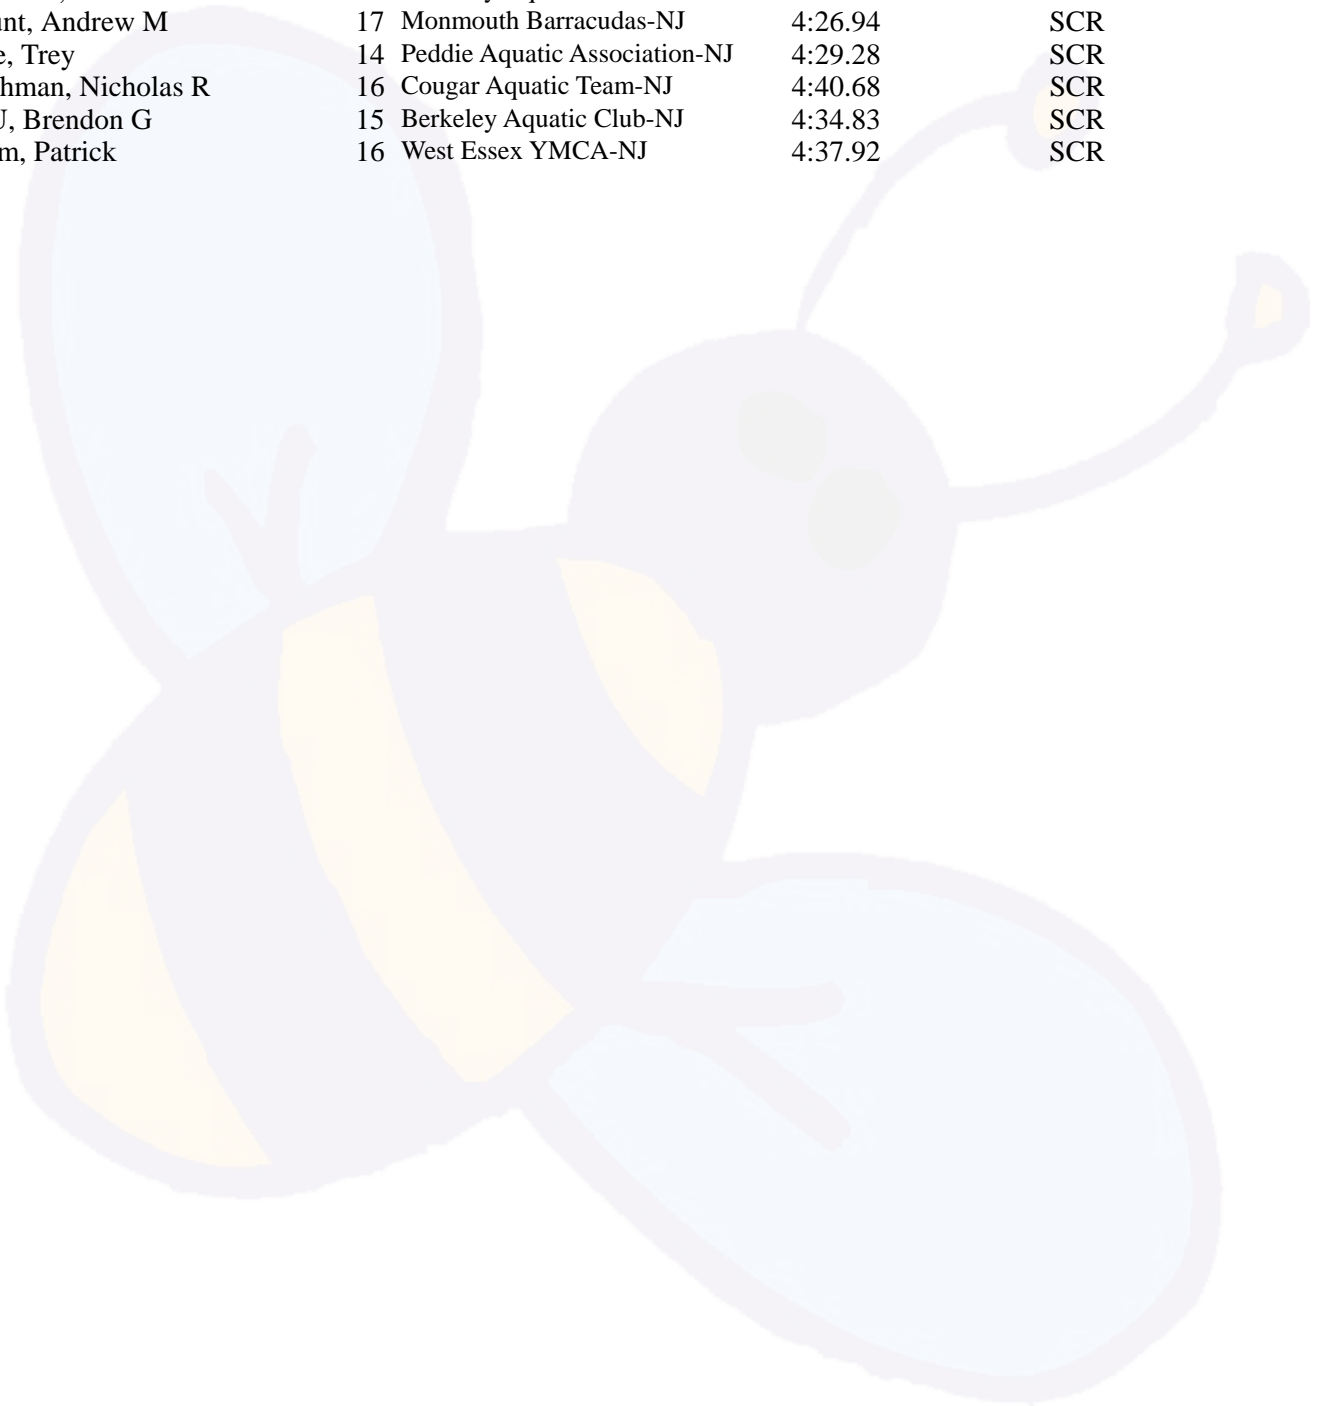 unt, Andrew M 17 Monmouth Barracudas-NJ 4:26.94 SCR
e, Trey 14 Peddie Aquatic Association-NJ 4:29.28 SCR
hman, Nicholas R 16 Cougar Aquatic Team-NJ 4:40.68 SCR
, Brendon G 15 Berkeley Aquatic Club-NJ 4:34.83 SCR
m, Patrick 16 West Essex YMCA-NJ 4:37.92 SCR